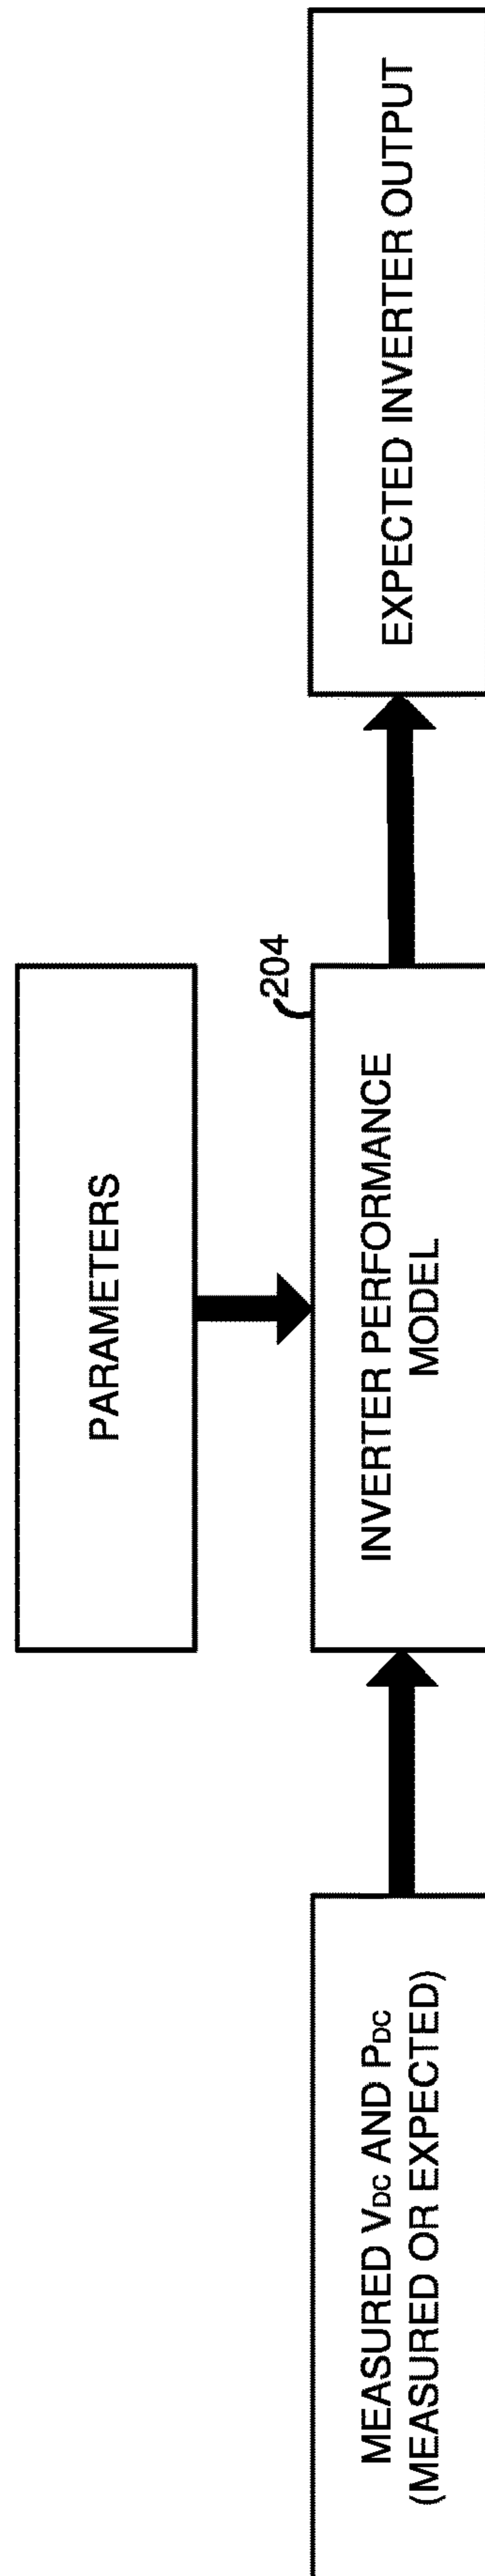 PARAMETERS
204
MEASURED VDC AND PDC
(MEASURED OR EXPECTED)
INVERTER PERFORMANCE
MODEL
EXPECTED INVERTER OUTPUT